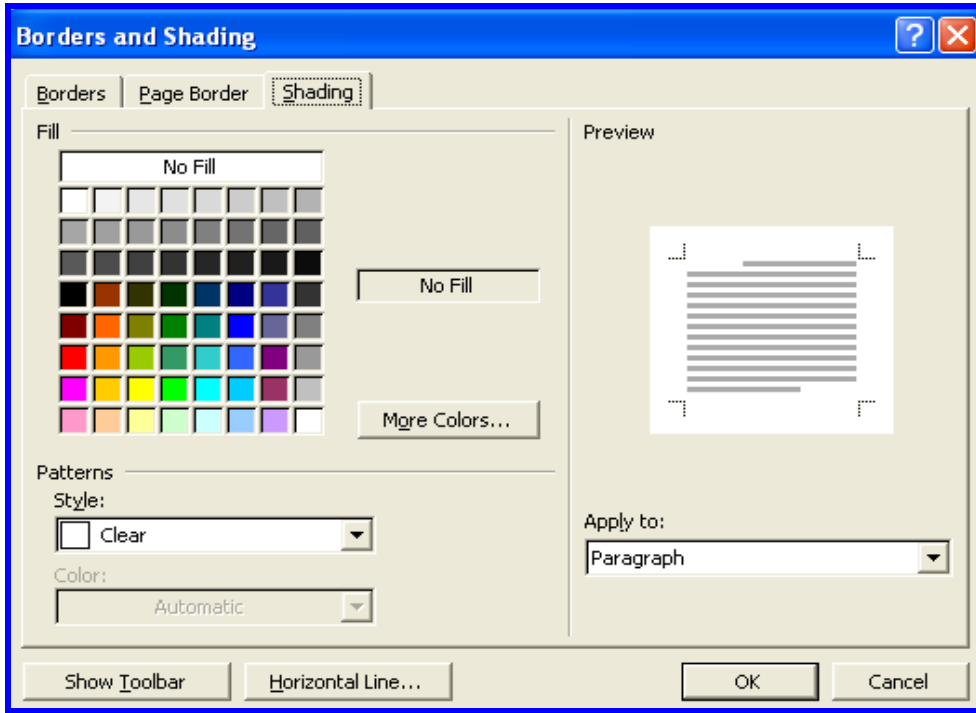 Borders and Shading
Borders
Page Border
Shading
Fill
No Fill
No Fill
More Colors...
Patterns
Style:
Clear
Color:
Automatic
Preview
Apply to:
Paragraph
Show Toolbar
Horizontal Line...
OK
Cancel